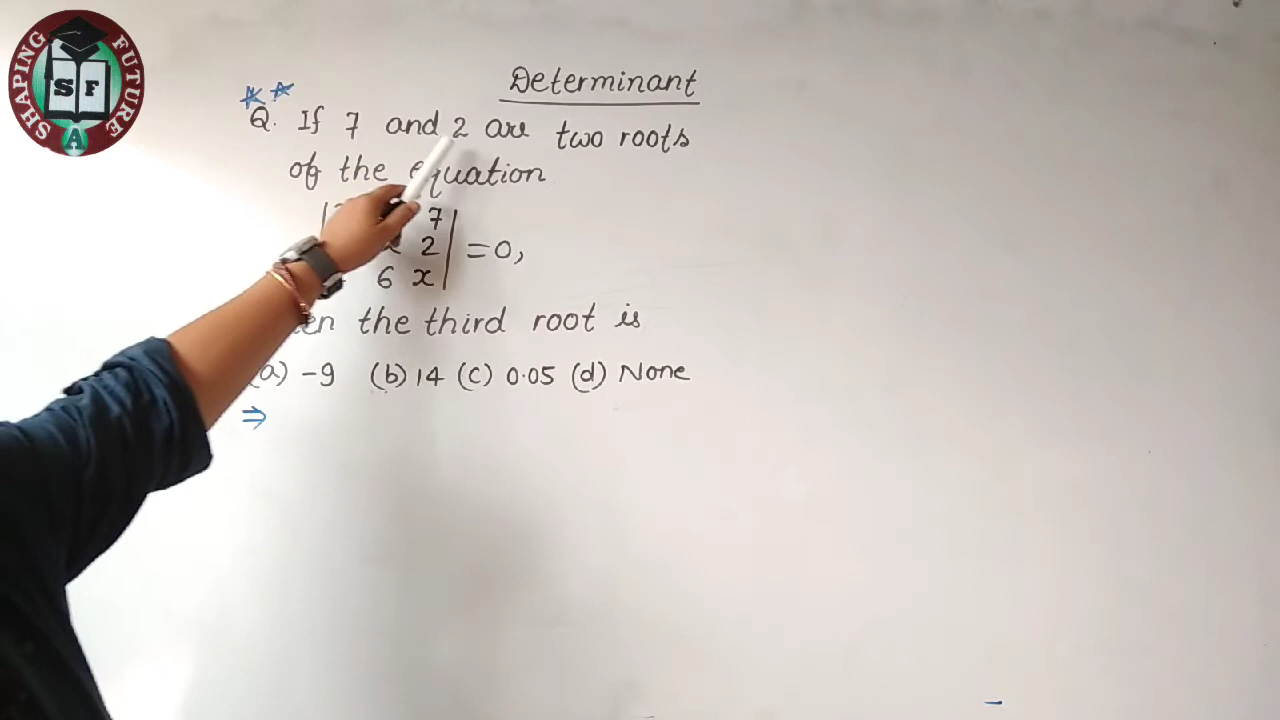 SHAPING FUTURE
SF
A
Determinant
Q. If 7 and 2 are two roots
of the equation
7
2 =0,
6 x
the third root is
(a) -9 (b) 14 (c) 0.05 (d) None
⇒